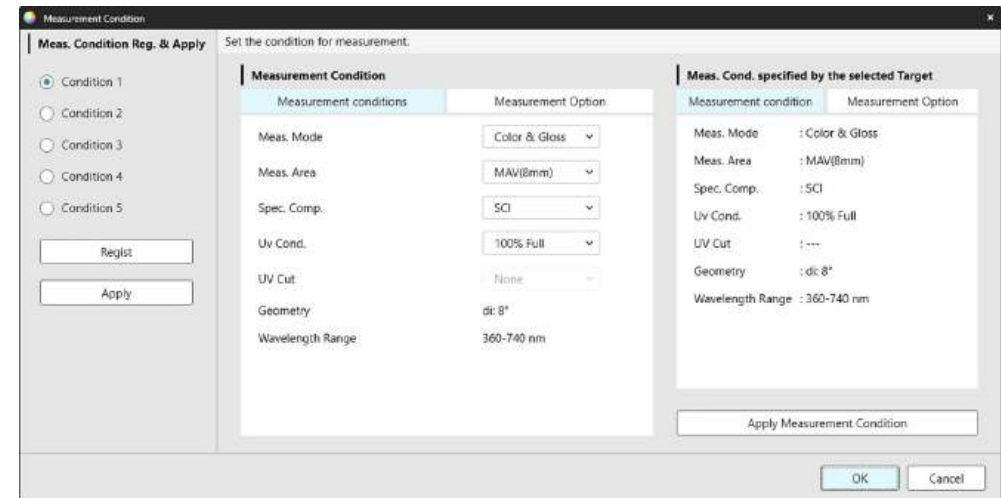 Measurement Condition
Meas. Condition Reg. & Apply
Condition 1
Condition 2
Condition 3
Condition 4
Condition 5
Regist
Apply
Set the condition for measurement.
Measurement Condition
Measurement conditions Measurement Option
Meas. Mode Color & Gloss
Meas. Area MAV(8mm)
Spec. Comp. SCI
Uv Cond. 100% Full
UV Cut None
Geometry di: 8°
Wavelength Range 360-740 nm
Meas. Cond. specified by the selected Target
Measurement condition Measurement Option
Meas. Mode : Color & Gloss
Meas. Area : MAV(8mm)
Spec. Comp. : SCI
Uv Cond. : 100% Full
UV Cut : ---
Geometry : di: 8°
Wavelength Range : 360-740 nm
Apply Measurement Condition
OK Cancel